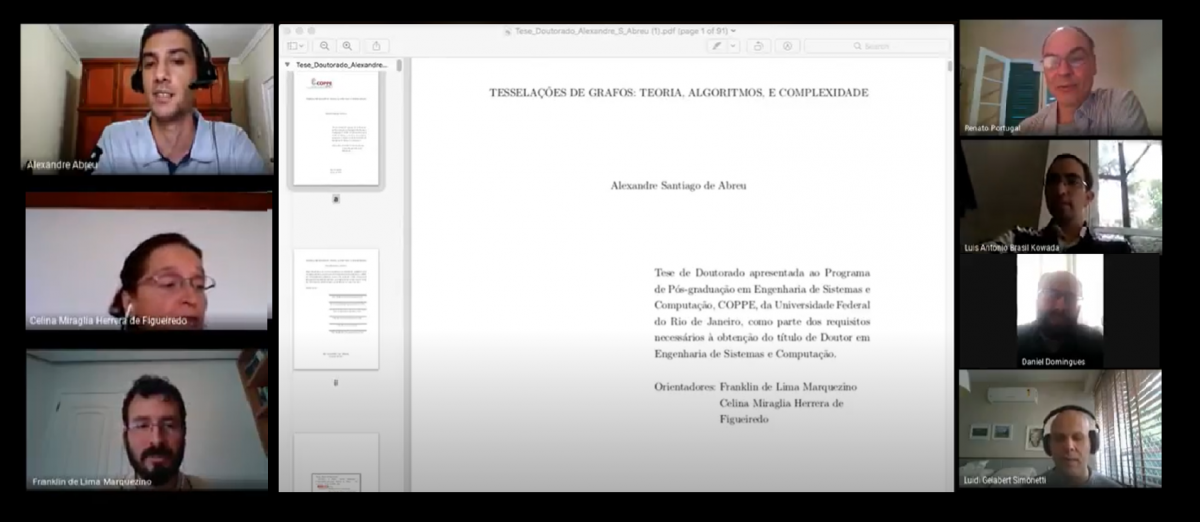 Tese_Doutorado_Alexandre_S_Abreu (1).pdf (page 1 of 91)
Search
Tese_Doutorado_Alexandre...
COPPE
TESSELAÇÕES DE GRAFOS: TEORIA, ALGORITMOS, E COMPLEXIDADE
Alexandre Santiago de Abreu
Tese de Doutorado apresentada ao Programa
de Pós-graduação em Engenharia de Sistemas e
Computação, COPPE, da Universidade Federal
do Rio de Janeiro, como parte dos requisitos
necessários à obtenção do título de Doutor em
Engenharia de Sistemas e Computação.
Orientadores: Franklin de Lima Marquezino
Celina Miraglia Herrera de
Figueiredo
Alexandre Abreu
Celina Miraglia Herrera de Figueiredo
Franklin de Lima Marquezino
Renato Portugal
Luis Antonio Brasil Kowada
Daniel Domingues
Luidi Gelabert Simonetti